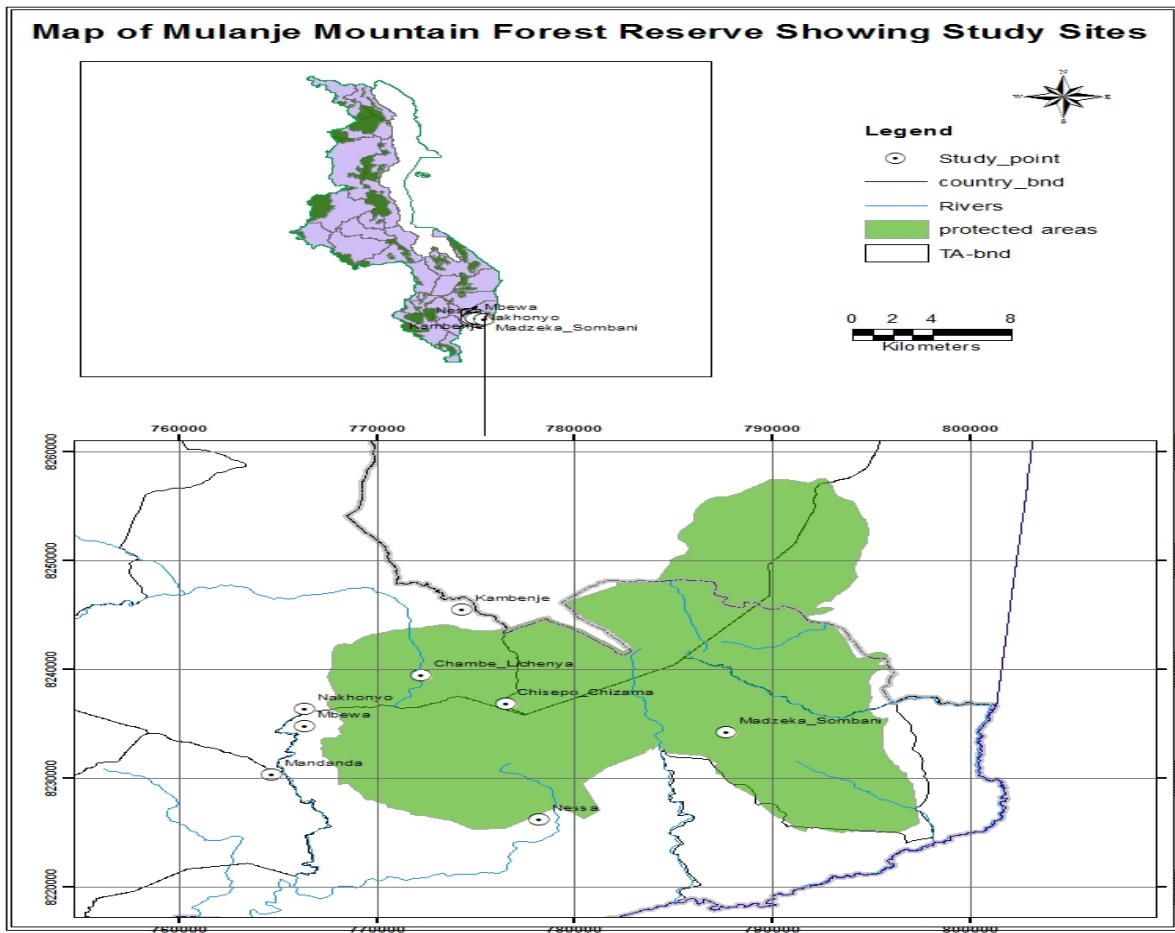 Map of Mulanje Mountain Forest Reserve Showing Study Sites
N
W E
S
Legend
Study_point
country_bnd
Rivers
protected areas
TA-bnd
0 2 4 8
Kilometers
Mbewa
Nakhonyo
Kambenje
Madzeka_Sombani
760000 770000 780000 790000 800000
8260000
8250000
8240000
8230000
8220000
Kambenje
Chambe_Lichenya
Nakhonyo
Chisepo_Chizama
Mbewa
Madzeka_Sombani
Mandanda
Nessa
760000 770000 780000 790000 800000